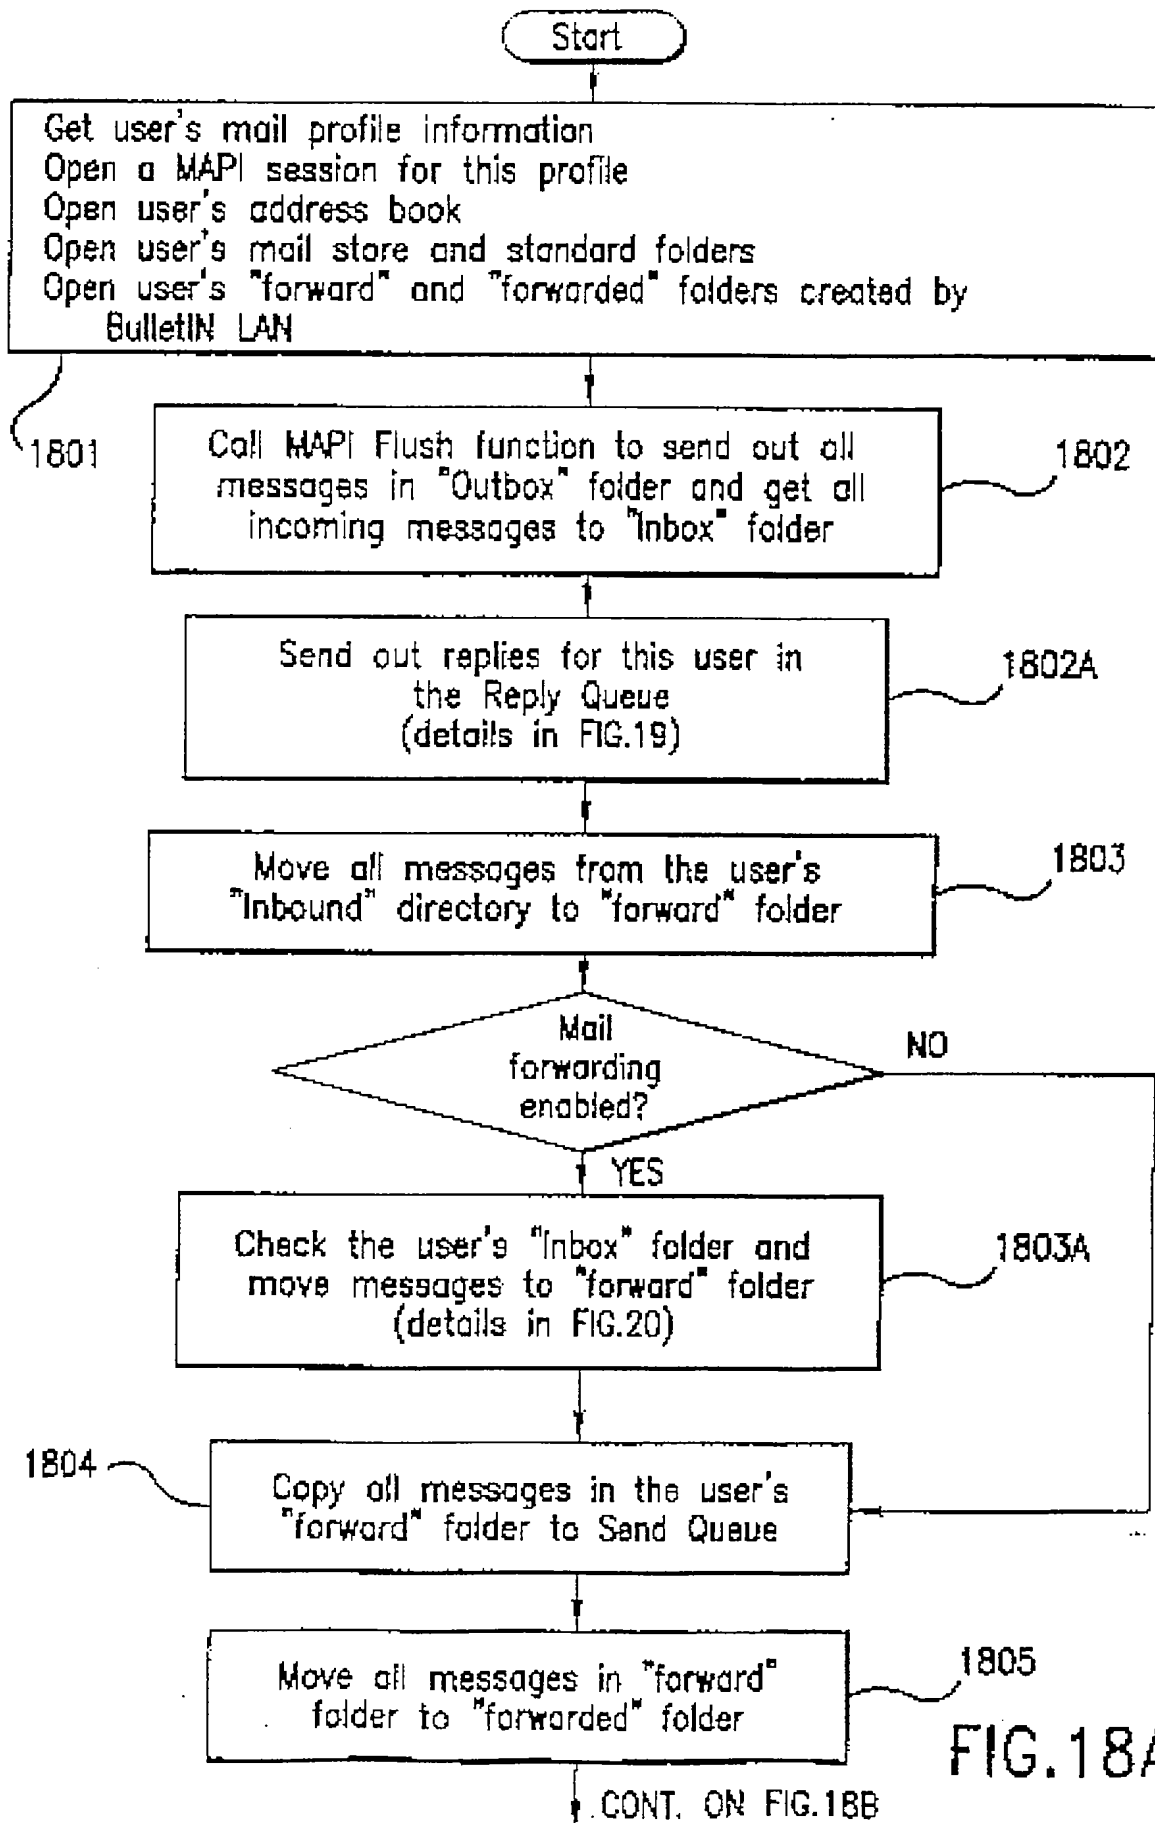 Start
Get user's mail profile information
Open a MAPI session for this profile
Open user's address book
Open user's mail store and standard folders
Open user's "forward" and "forwarded" folders created by
BulletIN LAN
1801
Call MAPI Flush function to send out all
messages in "Outbox" folder and get all
incoming messages to "Inbox" folder
1802
Send out replies for this user in
the Reply Queue
(details in FIG.19)
1802A
Move all messages from the user's
"Inbound" directory to "forward" folder
1803
Mail
forwarding
enabled?
NO
YES
Check the user's "Inbox" folder and
move messages to "forward" folder
(details in FIG.20)
1803A
1804
Copy all messages in the user's
"forward" folder to Send Queue
Move all messages in "forward"
folder to "forwarded" folder
1805
FIG.18A
CONT. ON FIG.18B